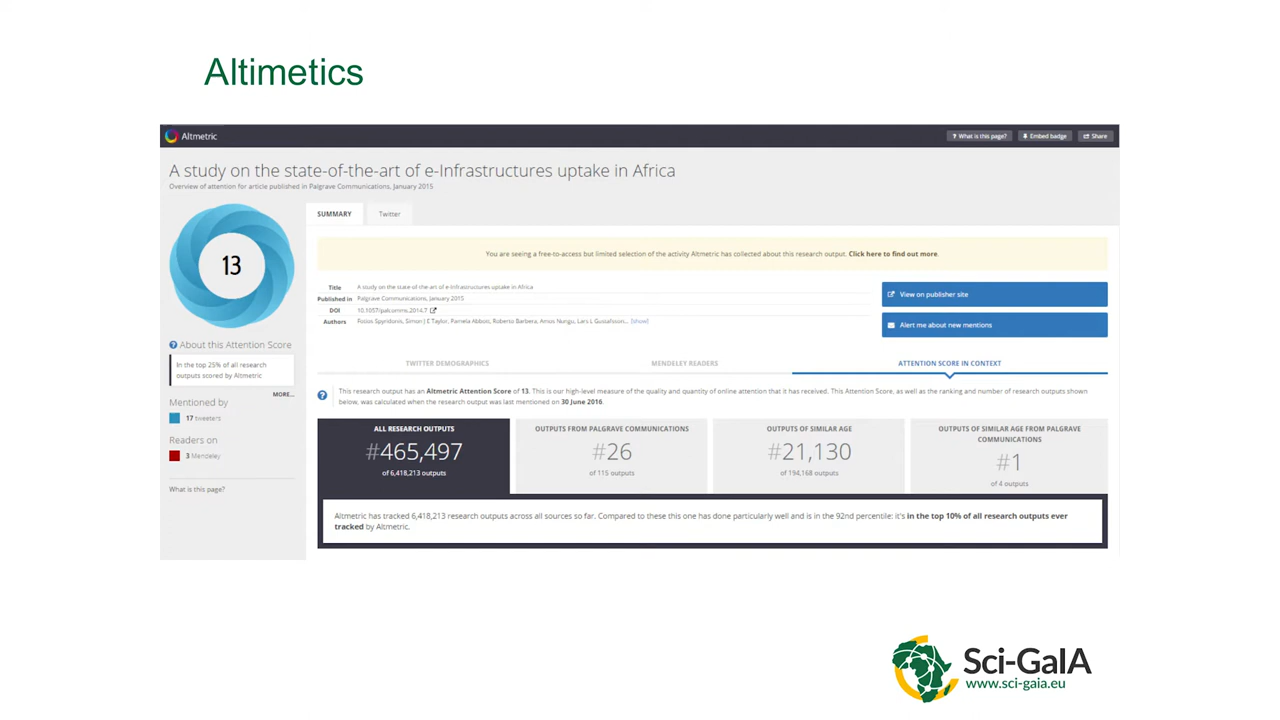 Altimetics
Altmetric
? What is this page?
Embed badge
Share
A study on the state-of-the-art of e-Infrastructures uptake in Africa
Overview of attention for article published in Palgrave Communications, January 2015
13
SUMMARY
Twitter
You are seeing a free-to-access but limited selection of the activity Altmetric has collected about this research output. Click here to find out more.
Title A study on the state-of-the-art of e-Infrastructures uptake in Africa
Published in Palgrave Communications, January 2015
DOI 10.1057/palcomms.2014.7
Authors Fotios Spyridonis, Simon J E Taylor, Pamela Abbott, Roberto Barbera, Amos Nungu, Lars L Gustafsson... [show]
View on publisher site
Alert me about new mentions
? About this Attention Score
In the top 25% of all research
outputs scored by Altmetric
MORE...
Mentioned by
17 tweeters
Readers on
3 Mendeley
What is this page?
TWITTER DEMOGRAPHICS
MENDELEY READERS
ATTENTION SCORE IN CONTEXT
? This research output has an Altmetric Attention Score of 13. This is our high-level measure of the quality and quantity of online attention that it has received. This Attention Score, as well as the ranking and number of research outputs shown
below, was calculated when the research output was last mentioned on 30 June 2016.
ALL RESEARCH OUTPUTS
#465,497
of 6,418,213 outputs
OUTPUTS FROM PALGRAVE COMMUNICATIONS
#26
of 115 outputs
OUTPUTS OF SIMILAR AGE
#21,130
of 194,168 outputs
OUTPUTS OF SIMILAR AGE FROM PALGRAVE
COMMUNICATIONS
#1
of 4 outputs
Altmetric has tracked 6,418,213 research outputs across all sources so far. Compared to these this one has done particularly well and is in the 92nd percentile: it's in the top 10% of all research outputs ever
tracked by Altmetric.
Sci-GaIA
www.sci-gaia.eu